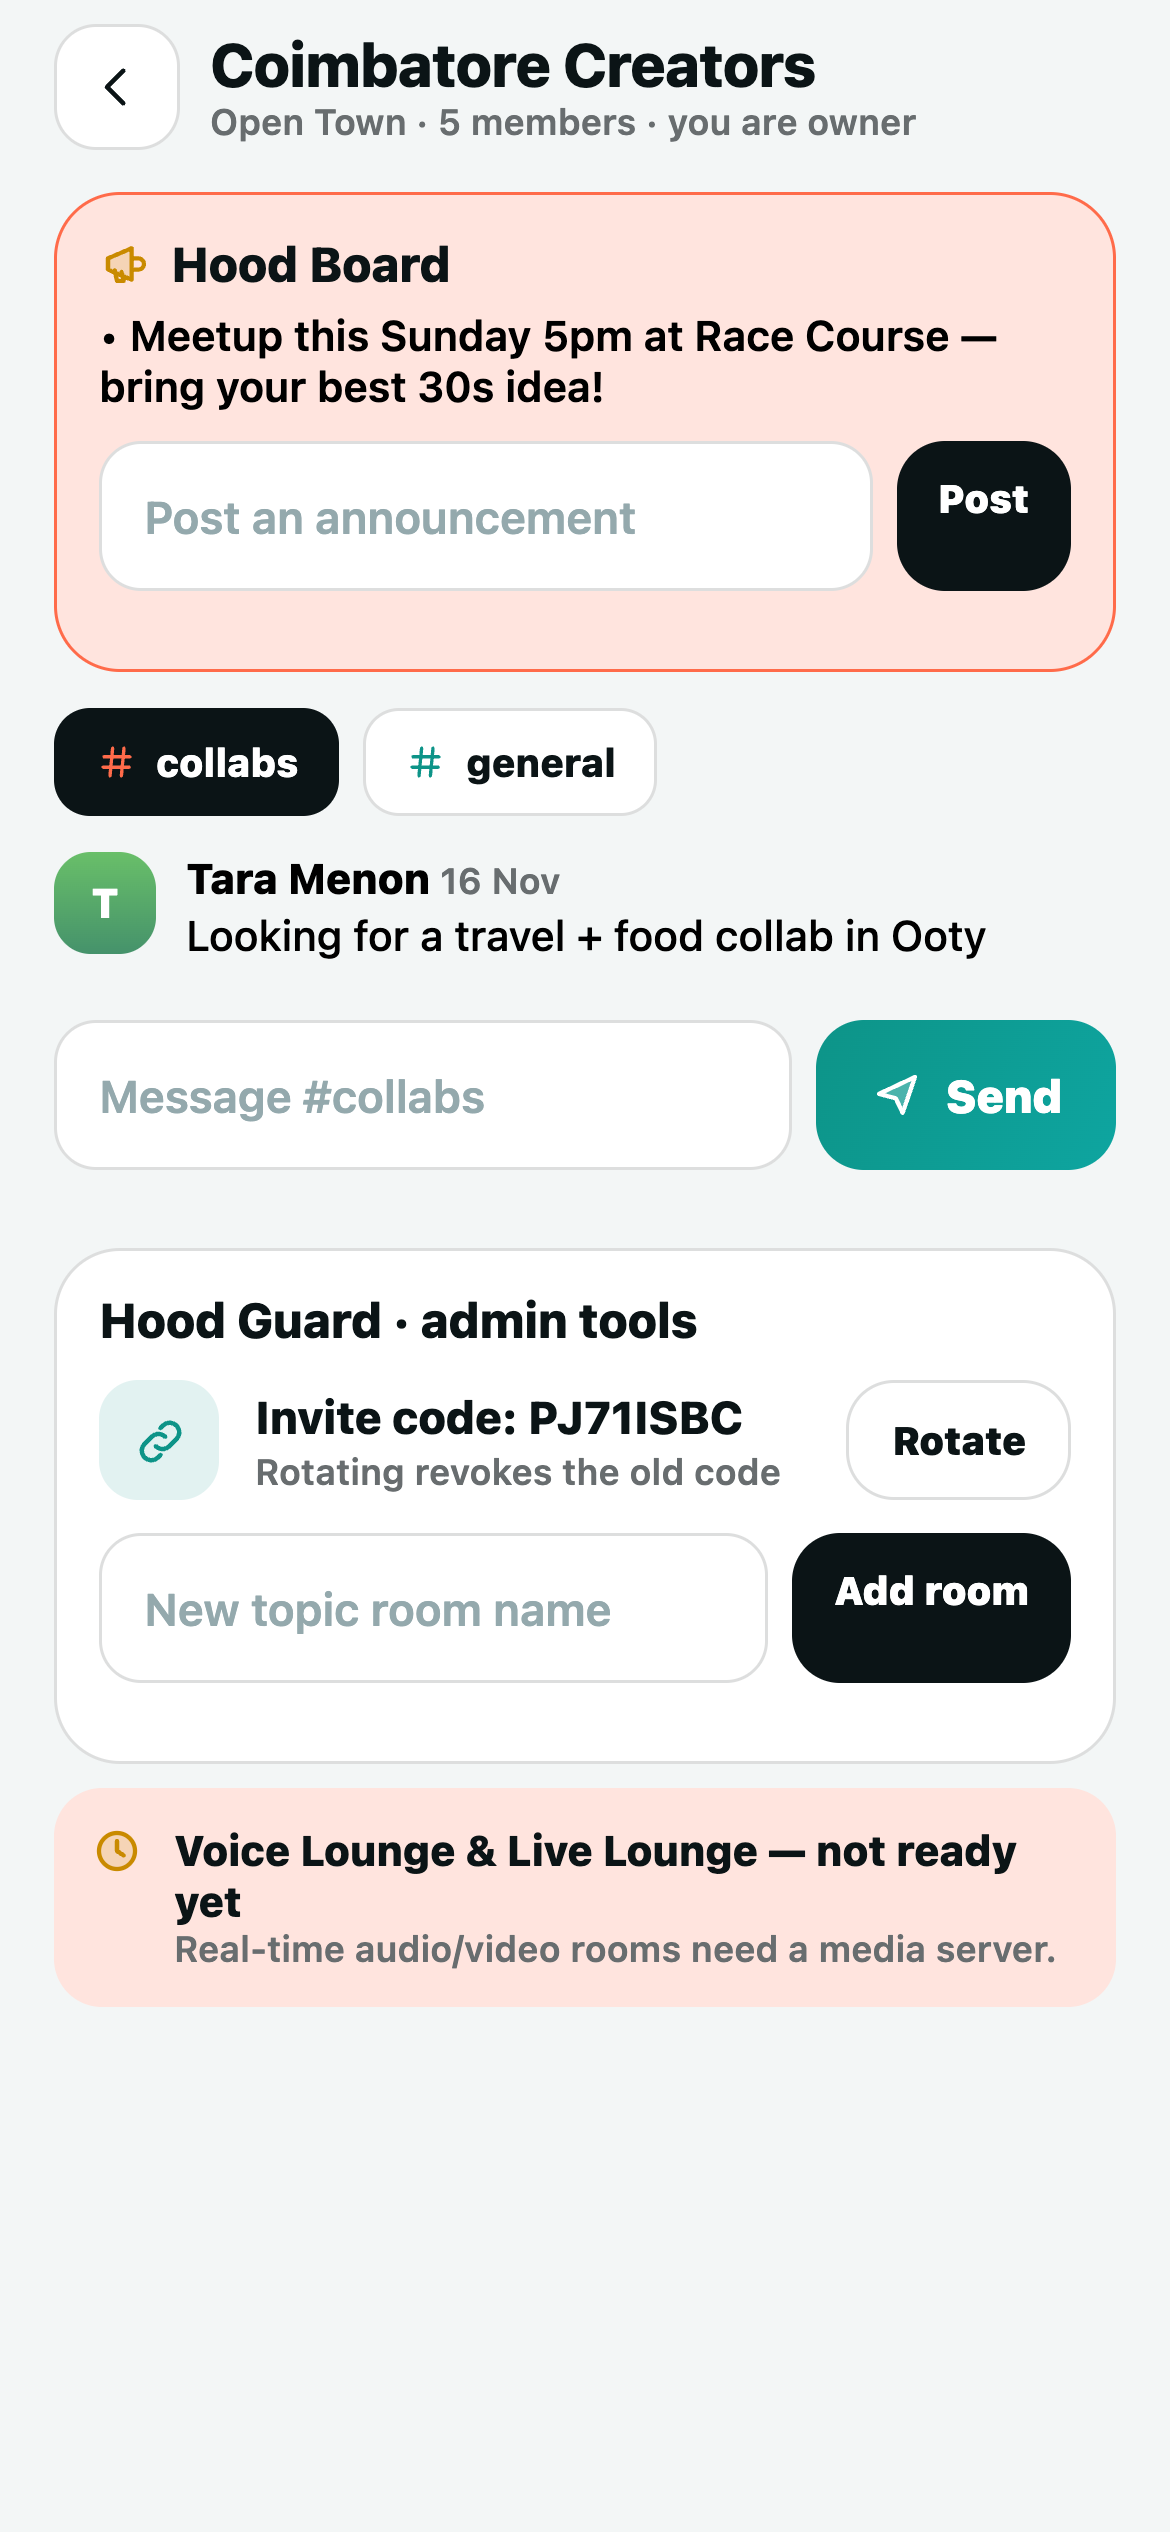 Coimbatore Creators
Open Town · 5 members · you are owner
Hood Board
• Meetup this Sunday 5pm at Race Course —
bring your best 30s idea!
Post an announcement
Post
# collabs
# general
T
Tara Menon 16 Nov
Looking for a travel + food collab in Ooty
Message #collabs
Send
Hood Guard · admin tools
Invite code: PJ71ISBC
Rotating revokes the old code
Rotate
New topic room name
Add room
Voice Lounge & Live Lounge — not ready
yet
Real-time audio/video rooms need a media server.